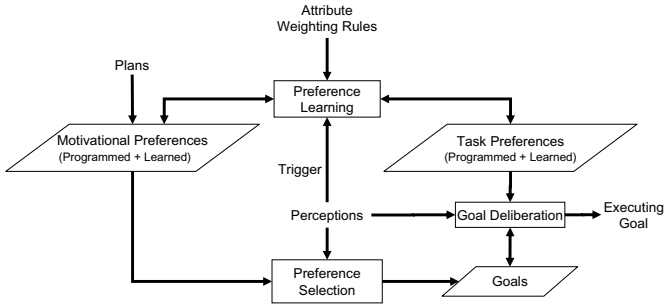 Attribute
Weighting Rules
Plans
Preference
Learning
Motivational Preferences
(Programmed + Learned)
Task Preferences
(Programmed + Learned)
Trigger
Perceptions
Goal Deliberation
Executing
Goal
Preference
Selection
Goals